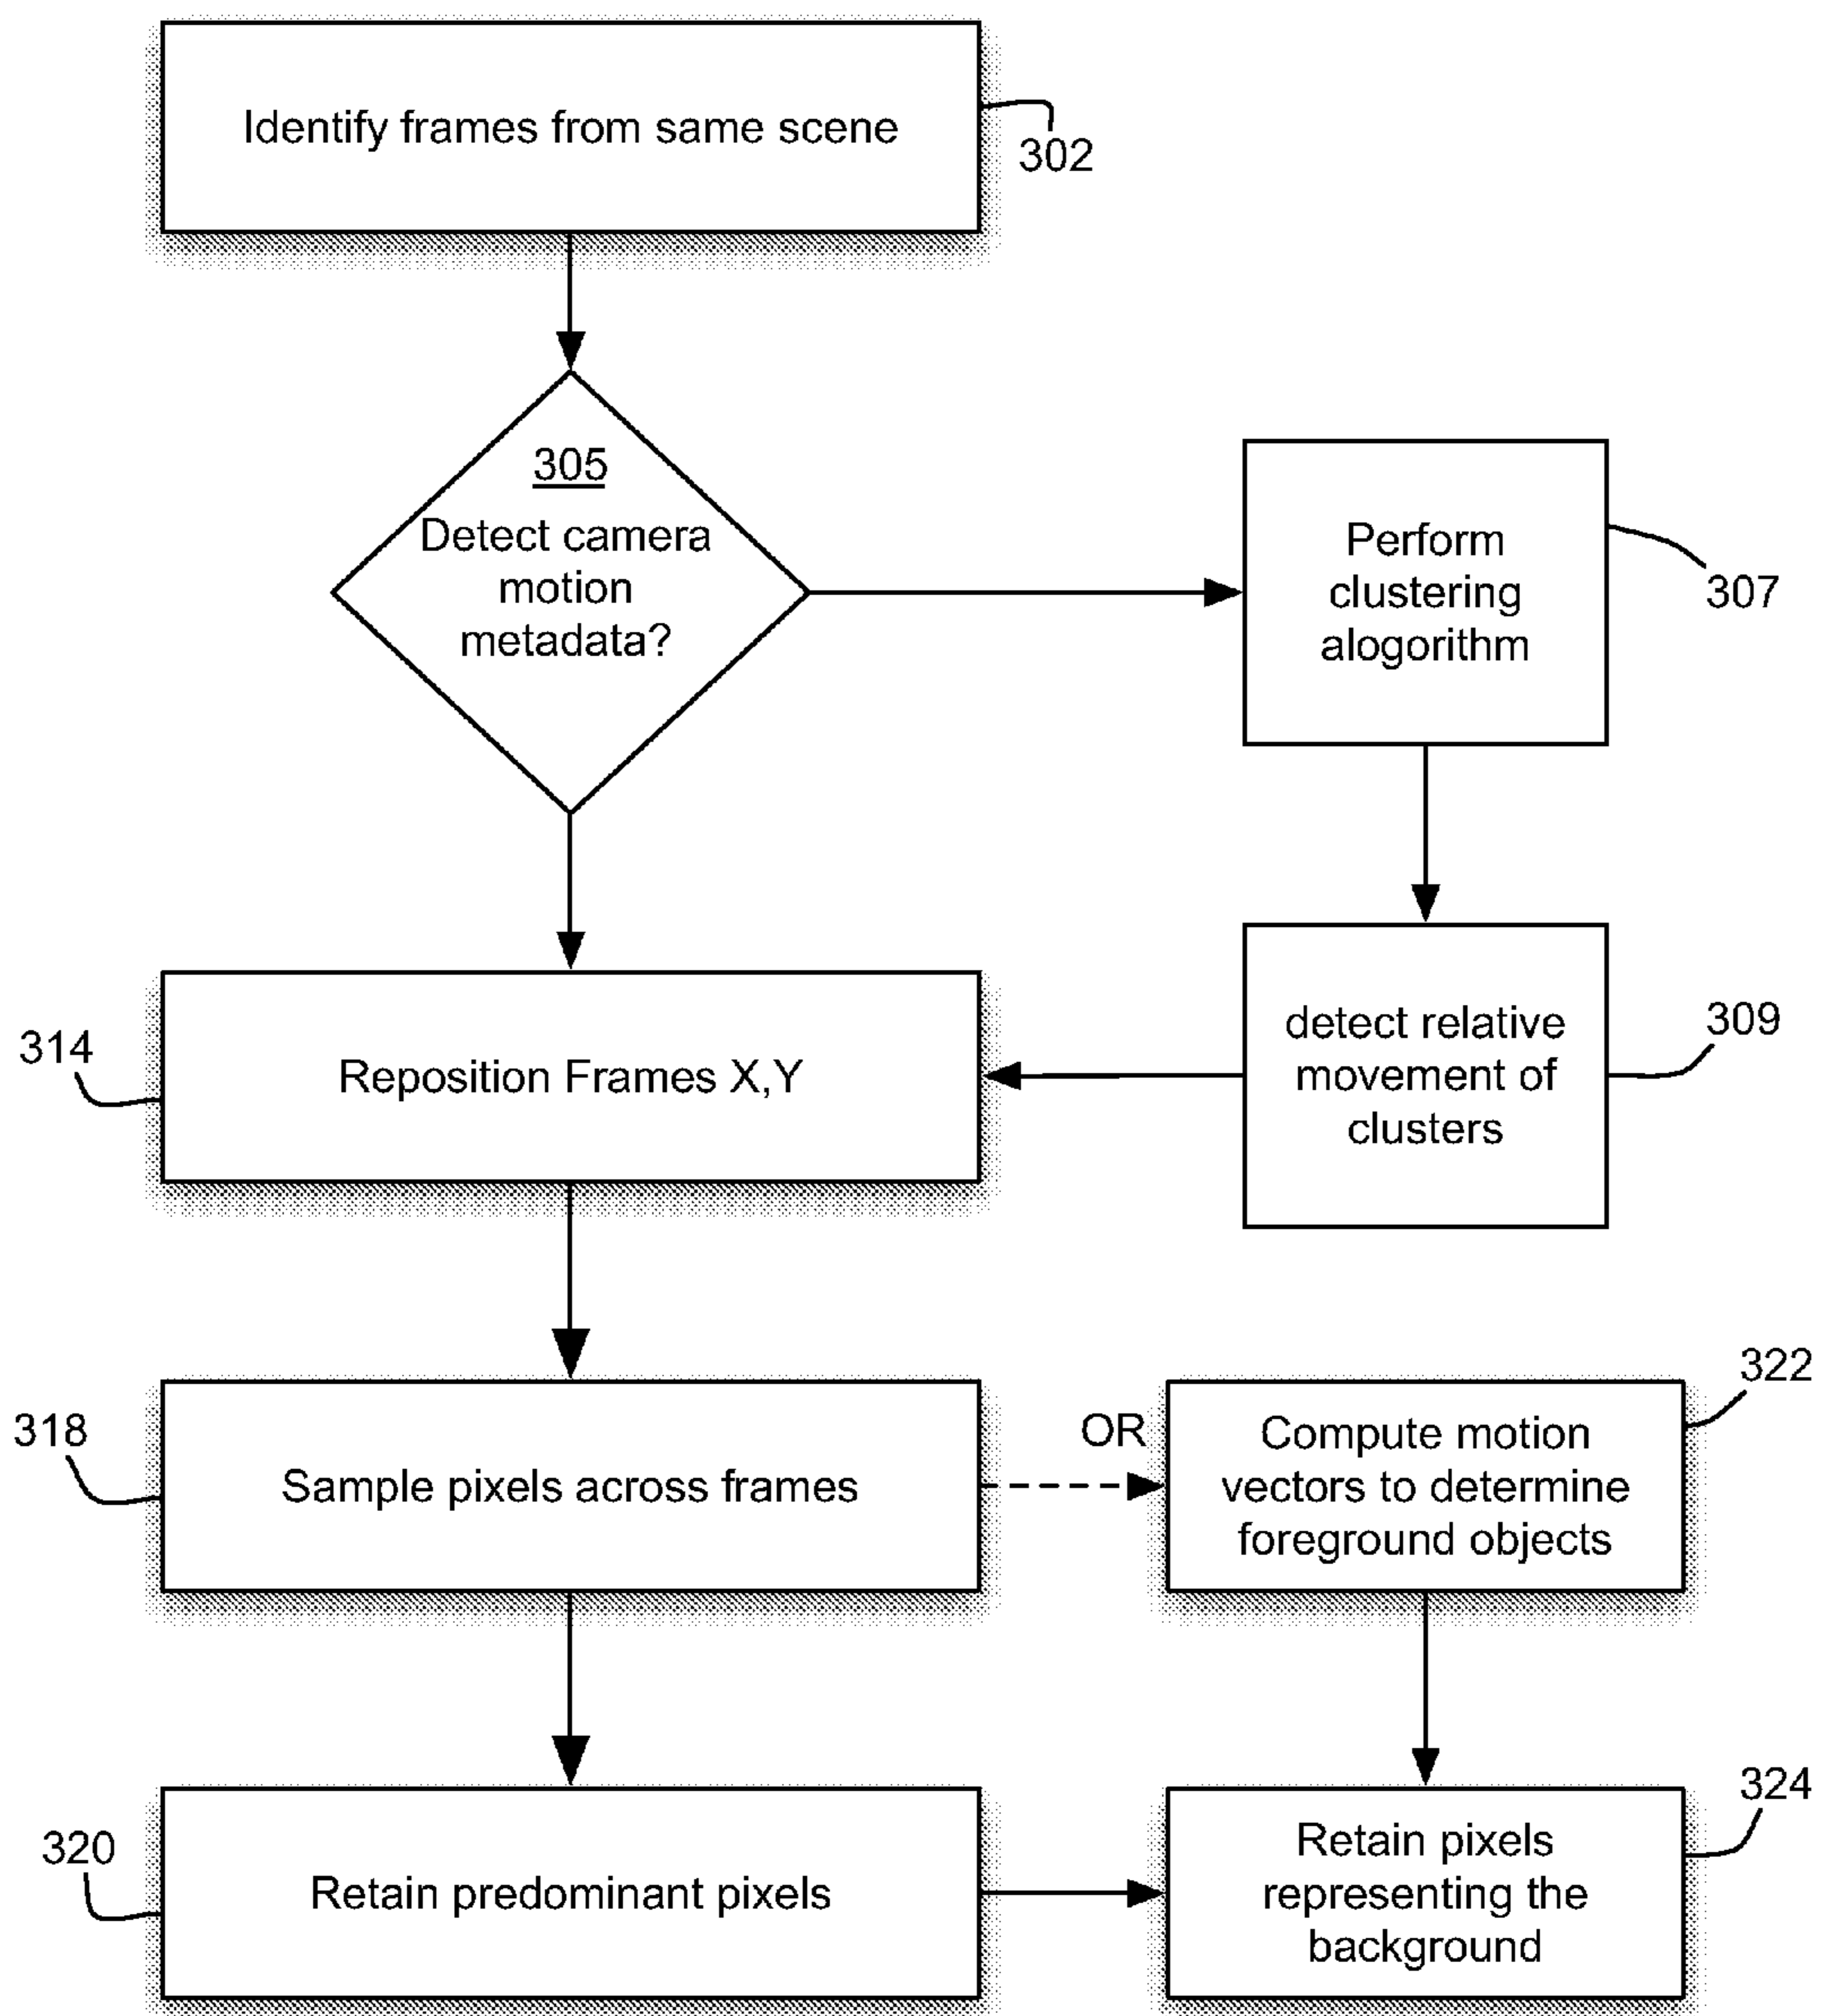 Identify frames from same scene
302
305
Detect camera
motion
metadata?
Perform
clustering
alogorithm
307
314
Reposition Frames X,Y
detect relative
movement of
clusters
309
318
Sample pixels across frames
OR
Compute motion
vectors to determine
foreground objects
322
320
Retain predominant pixels
Retain pixels
representing the
background
324